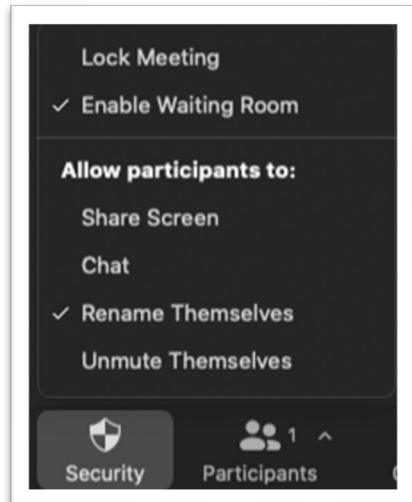 Lock Meeting
✓ Enable Waiting Room
Allow participants to:
Share Screen
Chat
✓ Rename Themselves
Unmute Themselves
1
Security Participants